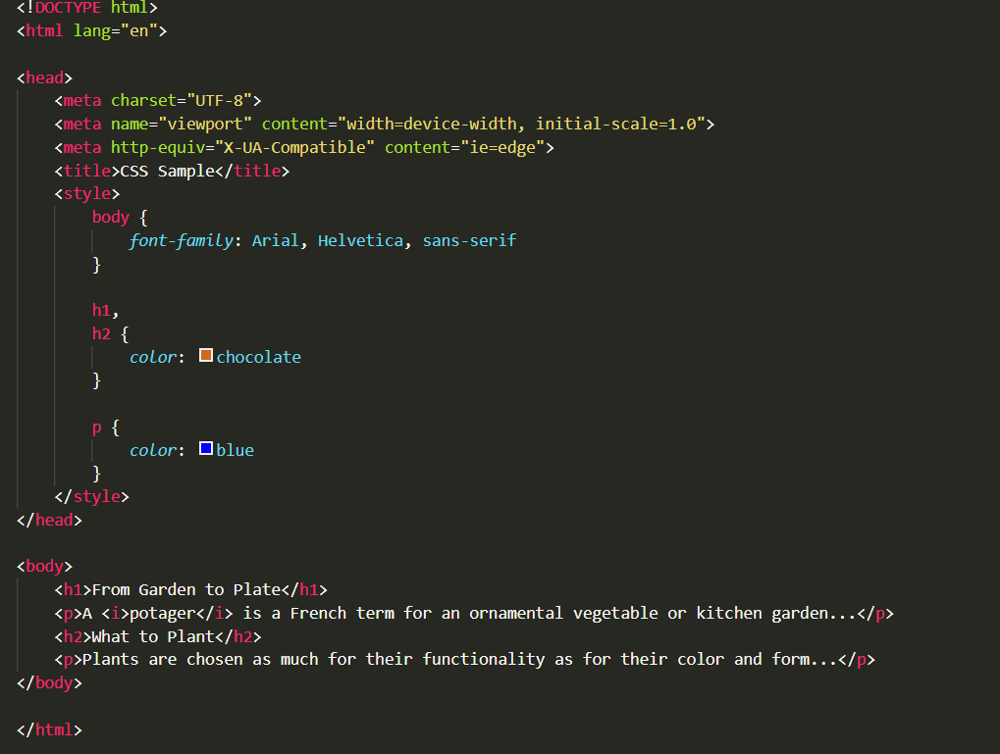 <!DOCTYPE html>
<html lang="en">
<head>
<meta charset="UTF-8">
<meta name="viewport" content="width=device-width, initial-scale=1.0">
<meta http-equiv="X-UA-Compatible" content="ie=edge">
<title>CSS Sample</title>
<style>
body {
font-family: Arial, Helvetica, sans-serif
}
h1,
h2 {
color: chocolate
}
p {
color: blue
}
</style>
</head>
<body>
<h1>From Garden to Plate</h1>
<p>A <i>potager</i> is a French term for an ornamental vegetable or kitchen garden...</p>
<h2>What to Plant</h2>
<p>Plants are chosen as much for their functionality as for their color and form...</p>
</body>
</html>